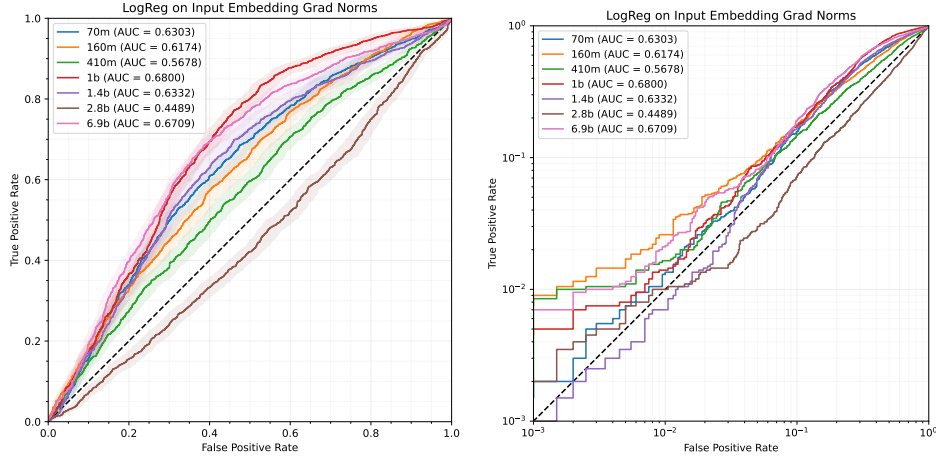 LogReg on Input Embedding Grad Norms
70m (AUC = 0.6303)
160m (AUC = 0.6174)
410m (AUC = 0.5678)
1b (AUC = 0.6800)
1.4b (AUC = 0.6332)
2.8b (AUC = 0.4489)
6.9b (AUC = 0.6709)
1.0
0.8
0.6
0.4
0.2
0.0
True Positive Rate
0.0 0.2 0.4 0.6 0.8 1.0
False Positive Rate
LogReg on Input Embedding Grad Norms
70m (AUC = 0.6303)
160m (AUC = 0.6174)
410m (AUC = 0.5678)
1b (AUC = 0.6800)
1.4b (AUC = 0.6332)
2.8b (AUC = 0.4489)
6.9b (AUC = 0.6709)
10⁰
10⁻¹
10⁻²
10⁻³
True Positive Rate
10⁻³ 10⁻² 10⁻¹ 10⁰
False Positive Rate